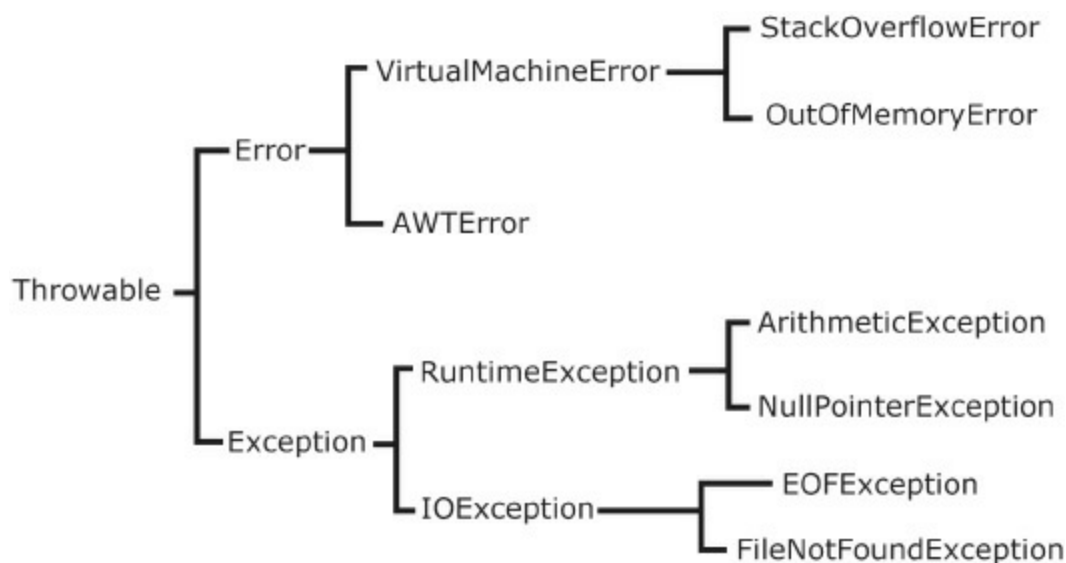 StackOverflowError
VirtualMachineError
OutOfMemoryError
Error
AWTError
Throwable
ArithmeticException
RuntimeException
NullPointerException
Exception
EOFException
IOException
FileNotFoundException